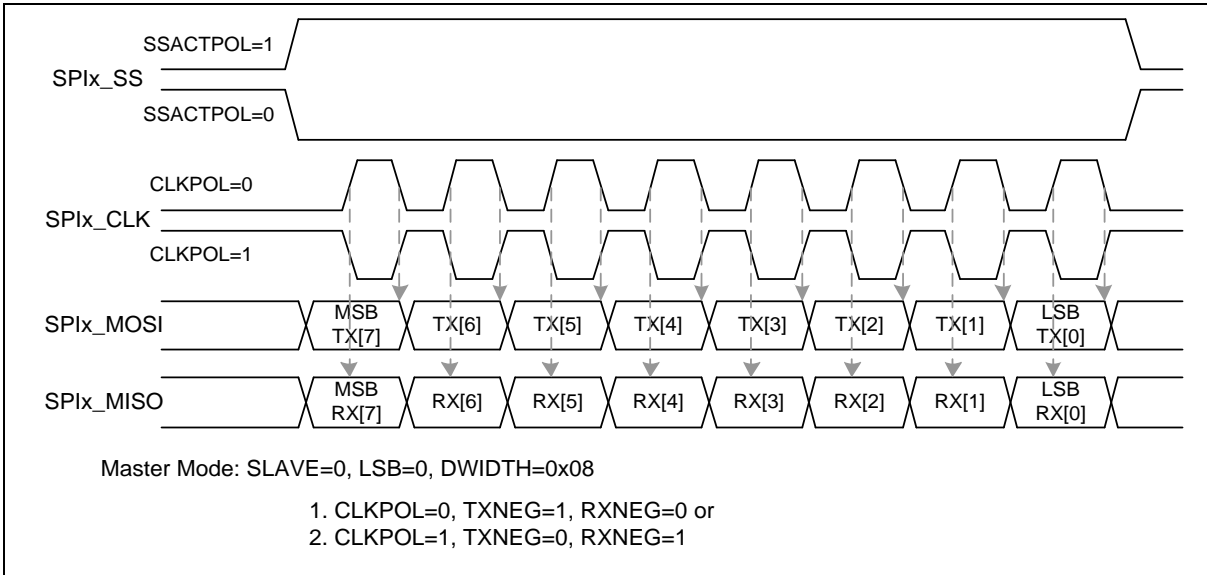 SSACTPOL=1
SPIx_SS
SSACTPOL=0
CLKPOL=0
SPIx_CLK
CLKPOL=1
SPIx_MOSI
MSB TX[7] TX[6] TX[5] TX[4] TX[3] TX[2] TX[1] LSB TX[0]
SPIx_MISO
MSB RX[7] RX[6] RX[5] RX[4] RX[3] RX[2] RX[1] LSB RX[0]
Master Mode: SLAVE=0, LSB=0, DWIDTH=0x08
1. CLKPOL=0, TXNEG=1, RXNEG=0 or
2. CLKPOL=1, TXNEG=0, RXNEG=1